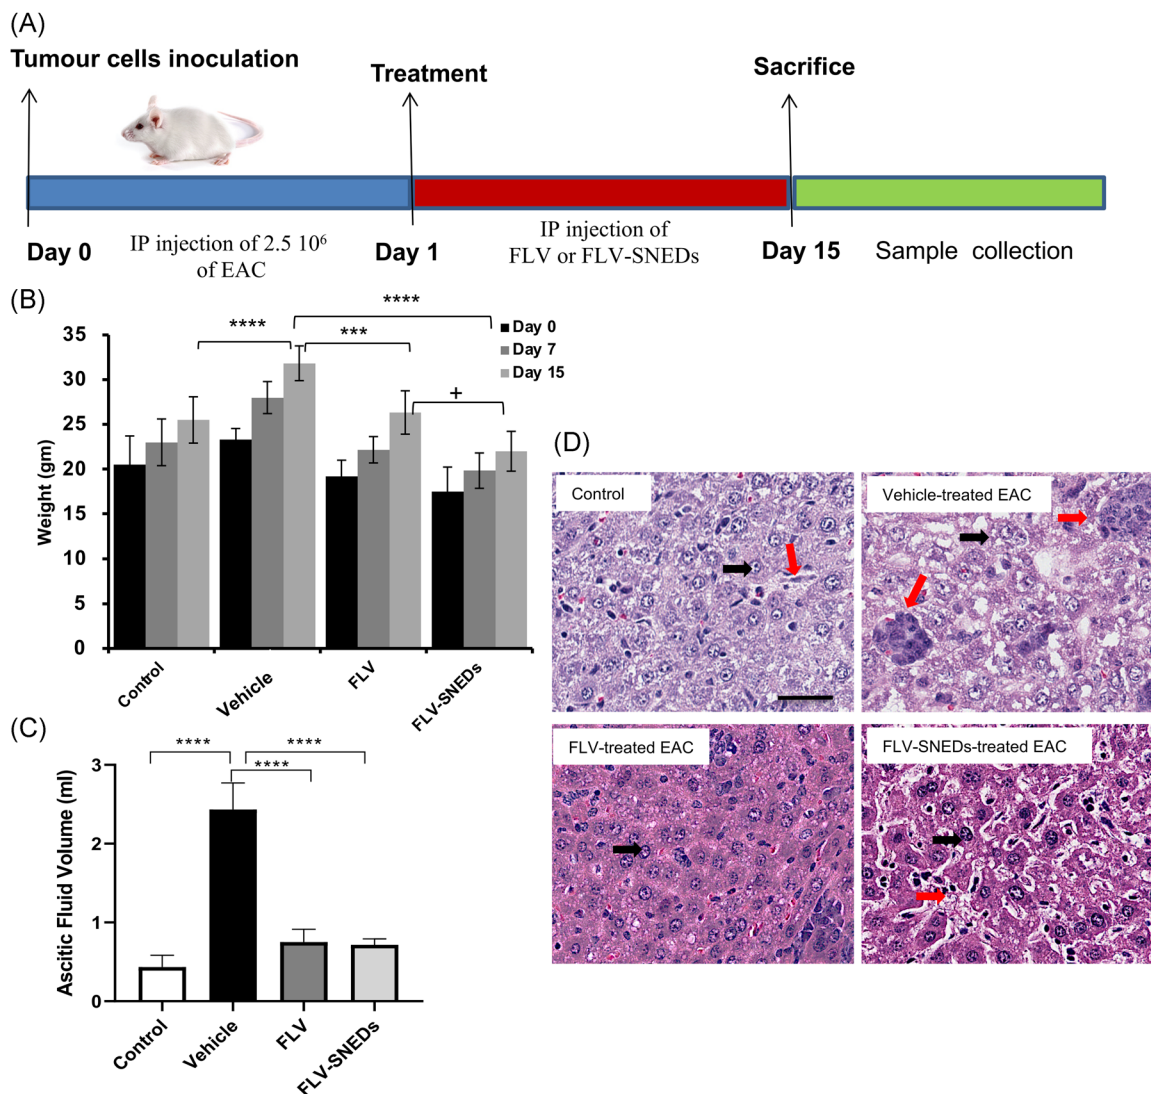 (A)
Tumour cells inoculation
Treatment
Sacrifice
Day 0
IP injection of 2.5 10⁶
of EAC
Day 1
IP injection of
FLV or FLV-SNEDs
Day 15
Sample collection
(B)
****
****
***
+
Day 0
Day 7
Day 15
35
30
25
20
15
10
5
0
Weight (gm)
Control
Vehicle
FLV
FLV-SNEDs
(C)
****
****
****
3
2
1
0
Ascitic Fluid Volume (ml)
Control
Vehicle
FLV
FLV-SNEDs
(D)
Control
Vehicle-treated EAC
FLV-treated EAC
FLV-SNEDs-treated EAC